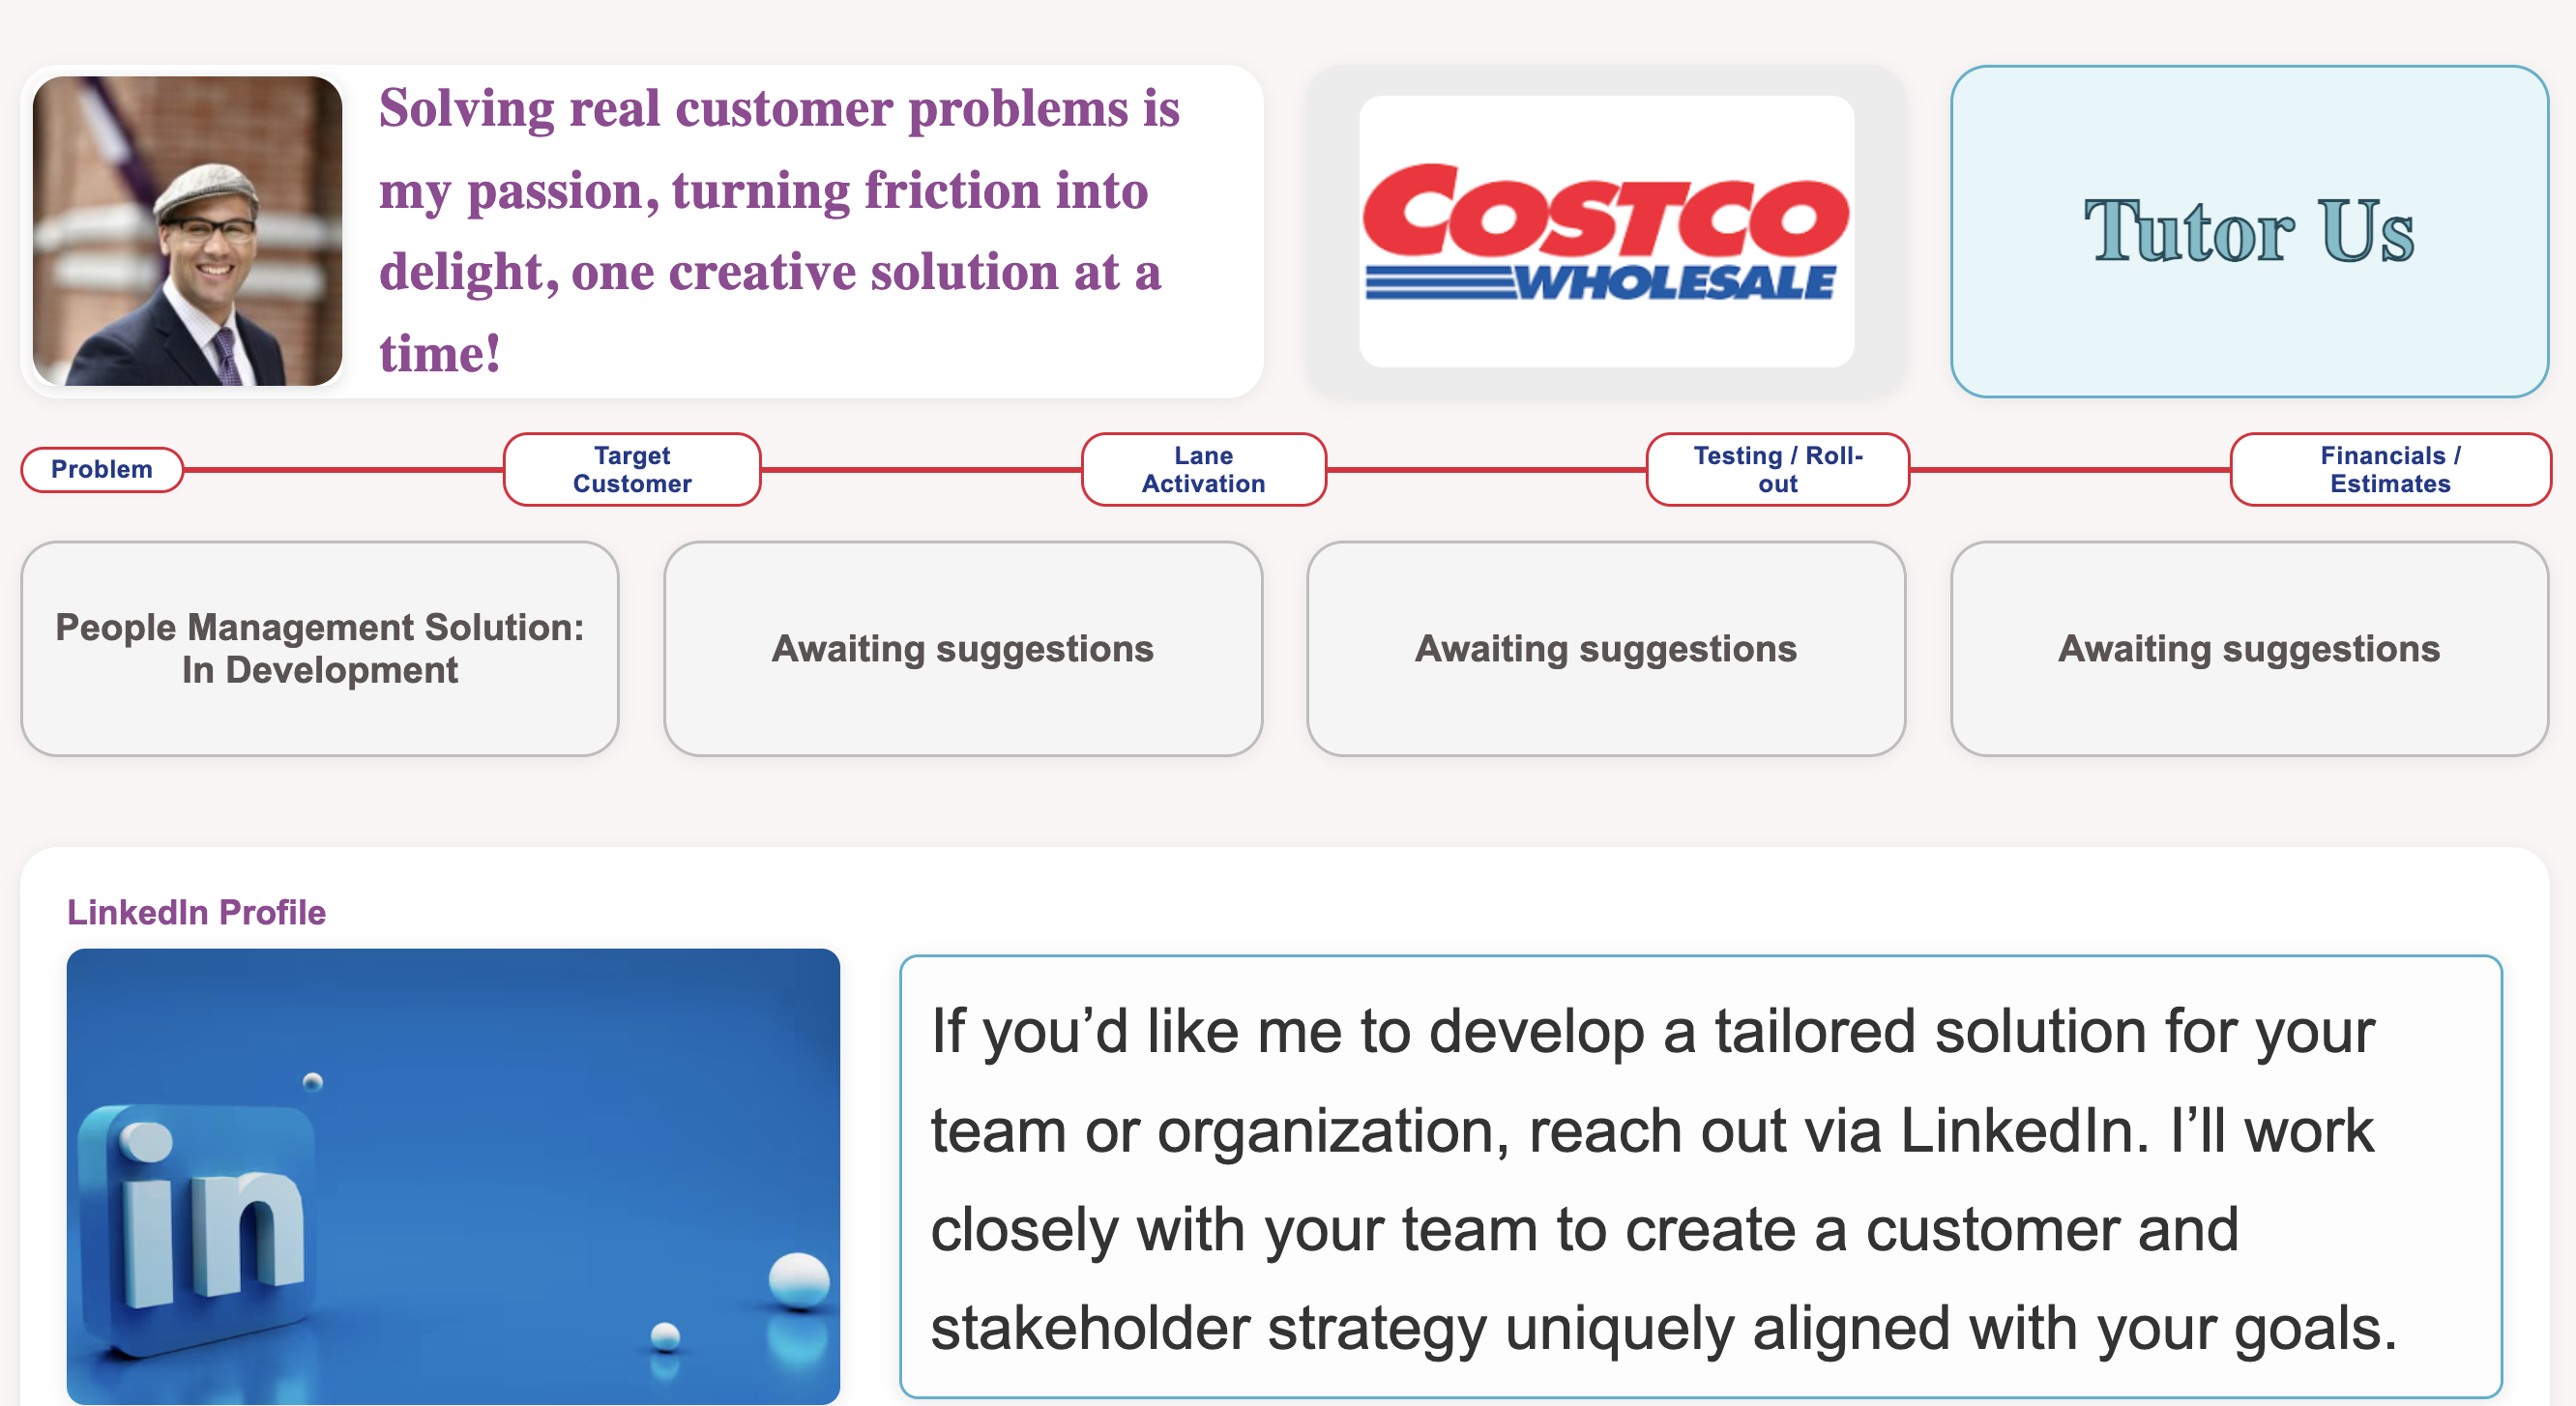 Solving real customer problems is
my passion, turning friction into
delight, one creative solution at a
time!
COSTCO
WHOLESALE
Tutor Us
Problem
Target
Customer
Lane
Activation
Testing / Roll-
out
Financials /
Estimates
People Management Solution:
In Development
Awaiting suggestions
Awaiting suggestions
Awaiting suggestions
LinkedIn Profile
in
If you’d like me to develop a tailored solution for your
team or organization, reach out via LinkedIn. I’ll work
closely with your team to create a customer and
stakeholder strategy uniquely aligned with your goals.